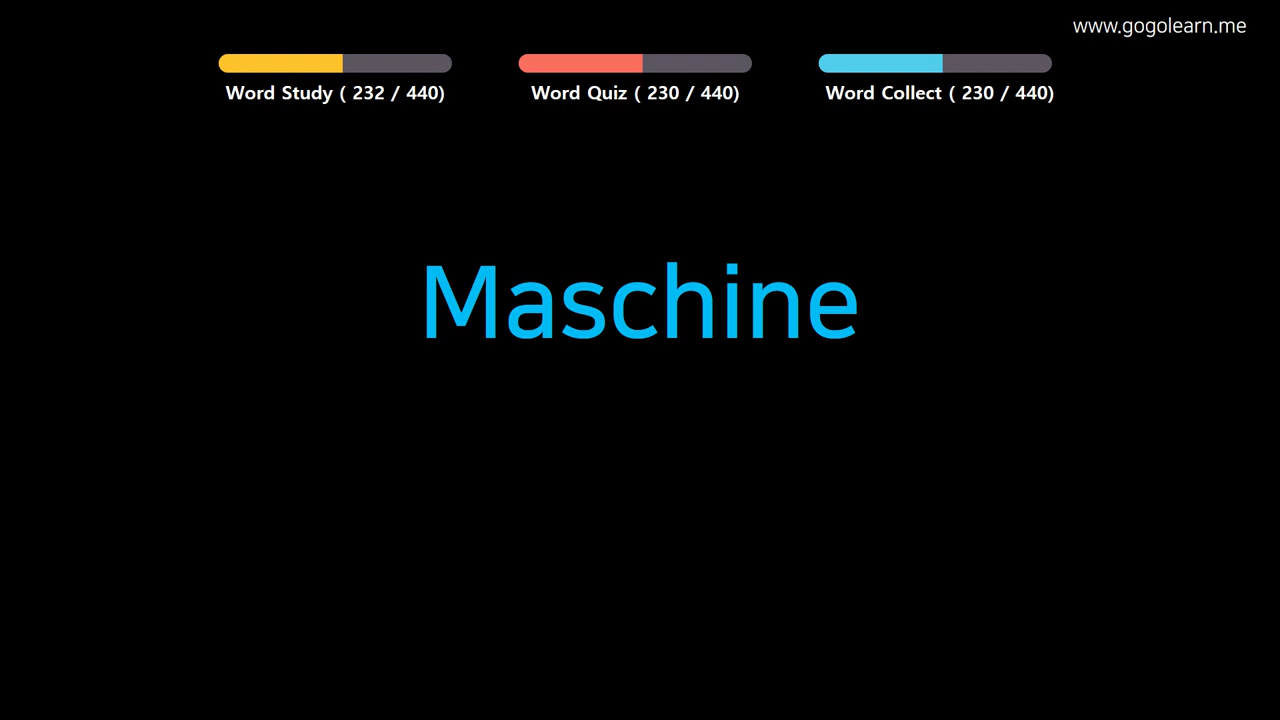 www.gogolearn.me
Word Study ( 232 / 440)
Word Quiz ( 230 / 440)
Word Collect ( 230 / 440)
Maschine